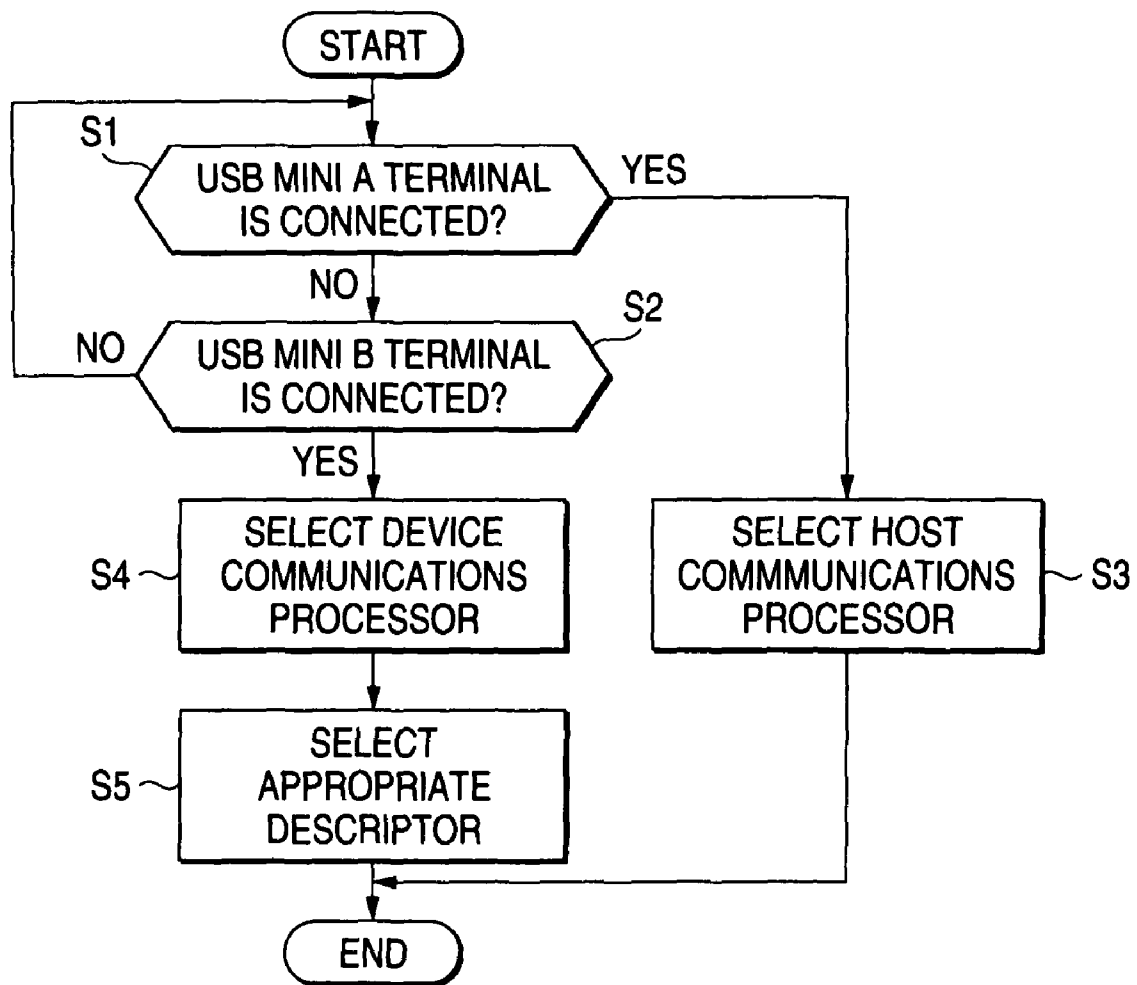 START
S1
USB MINI A TERMINAL
IS CONNECTED?
YES
NO
S2
USB MINI B TERMINAL
IS CONNECTED?
NO
YES
S4
SELECT DEVICE
COMMUNICATIONS
PROCESSOR
SELECT HOST
COMMMUNICATIONS
PROCESSOR
S3
S5
SELECT
APPROPRIATE
DESCRIPTOR
END